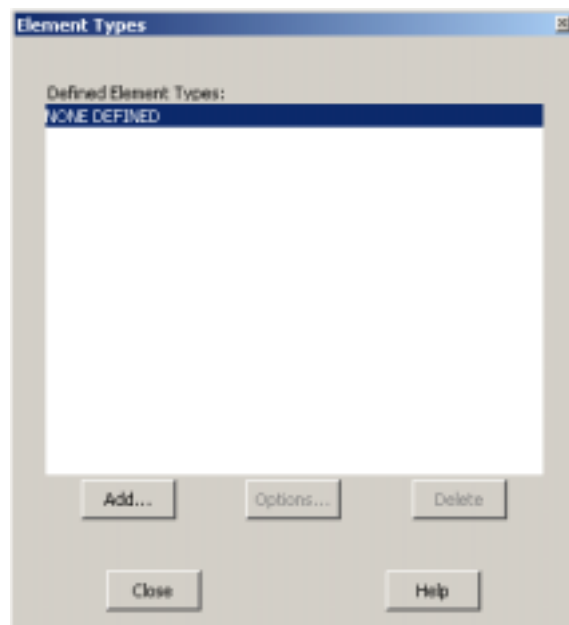 Element Types
Defined Element Types:
NONE DEFINED
Add... Options... Delete
Close Help